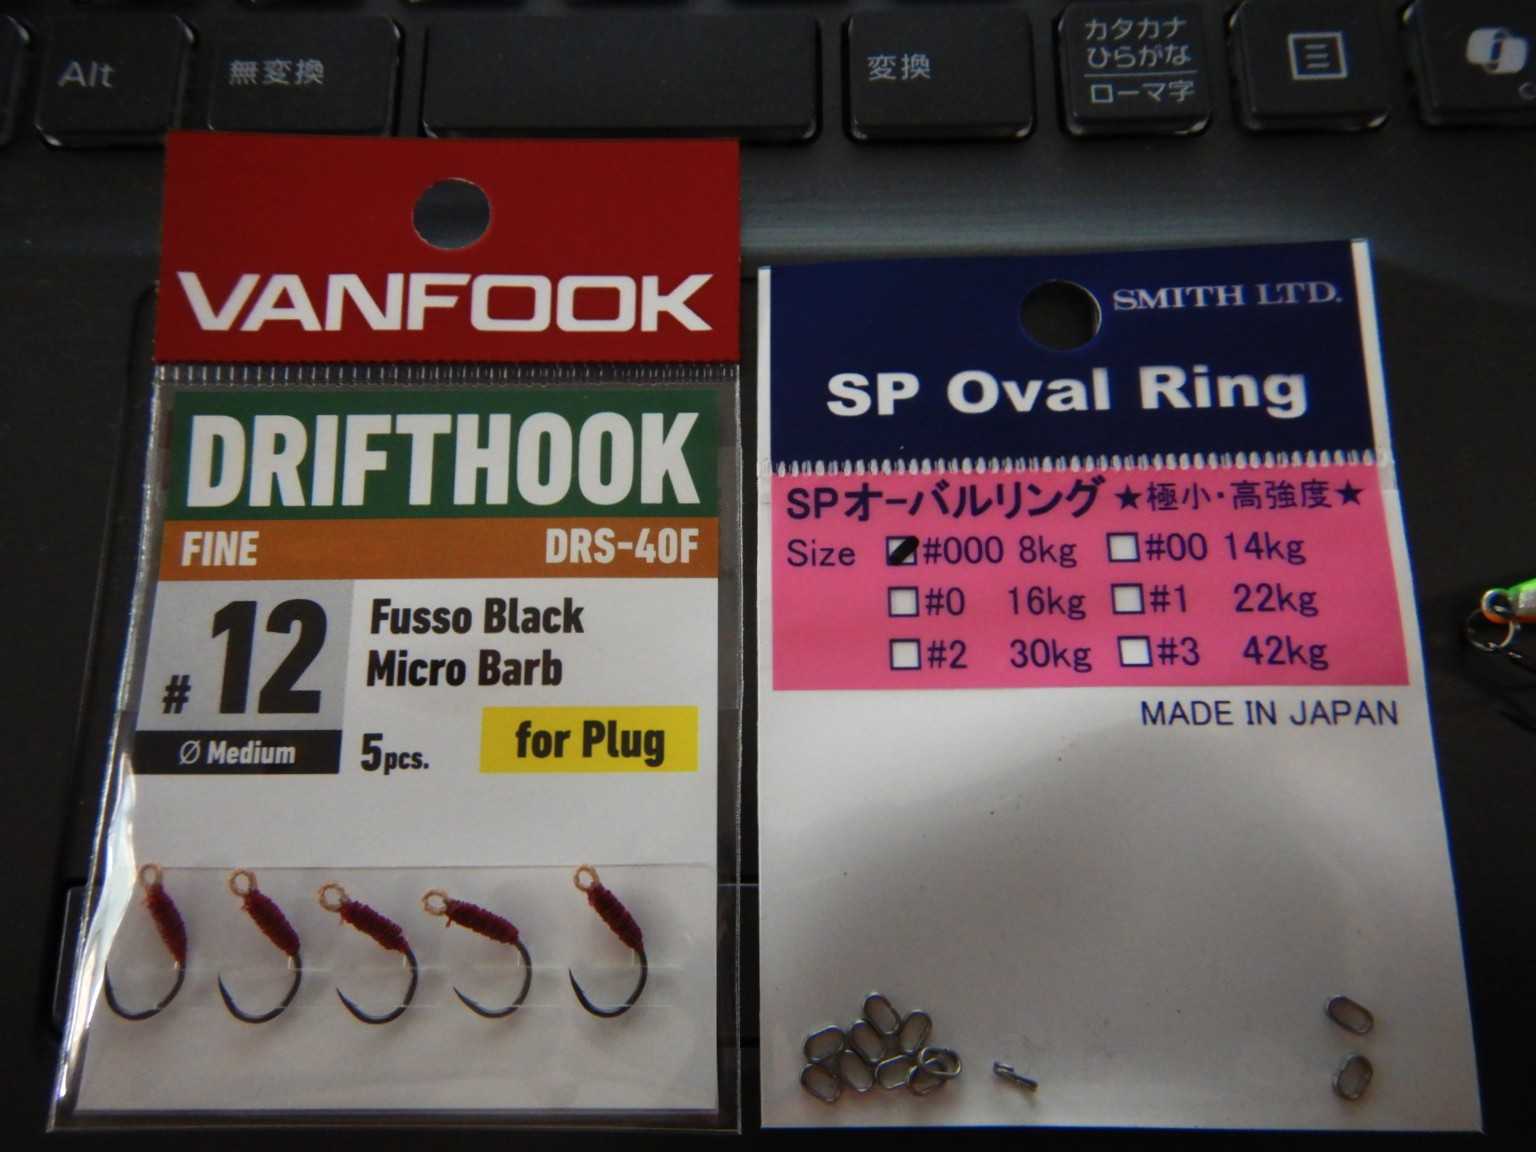 Alt
無変換
変換
カタカナ
ひらがな
ローマ字
VANFOOK
DRIFTHOOK
FINE DRS-40F
#12
Ø Medium
Fusso Black
Micro Barb
5pcs.
for Plug
SMITH LTD.
SP Oval Ring
SPオーバルリング ★極小・高強度★
Size #000 8kg #00 14kg
#0 16kg #1 22kg
#2 30kg #3 42kg
MADE IN JAPAN